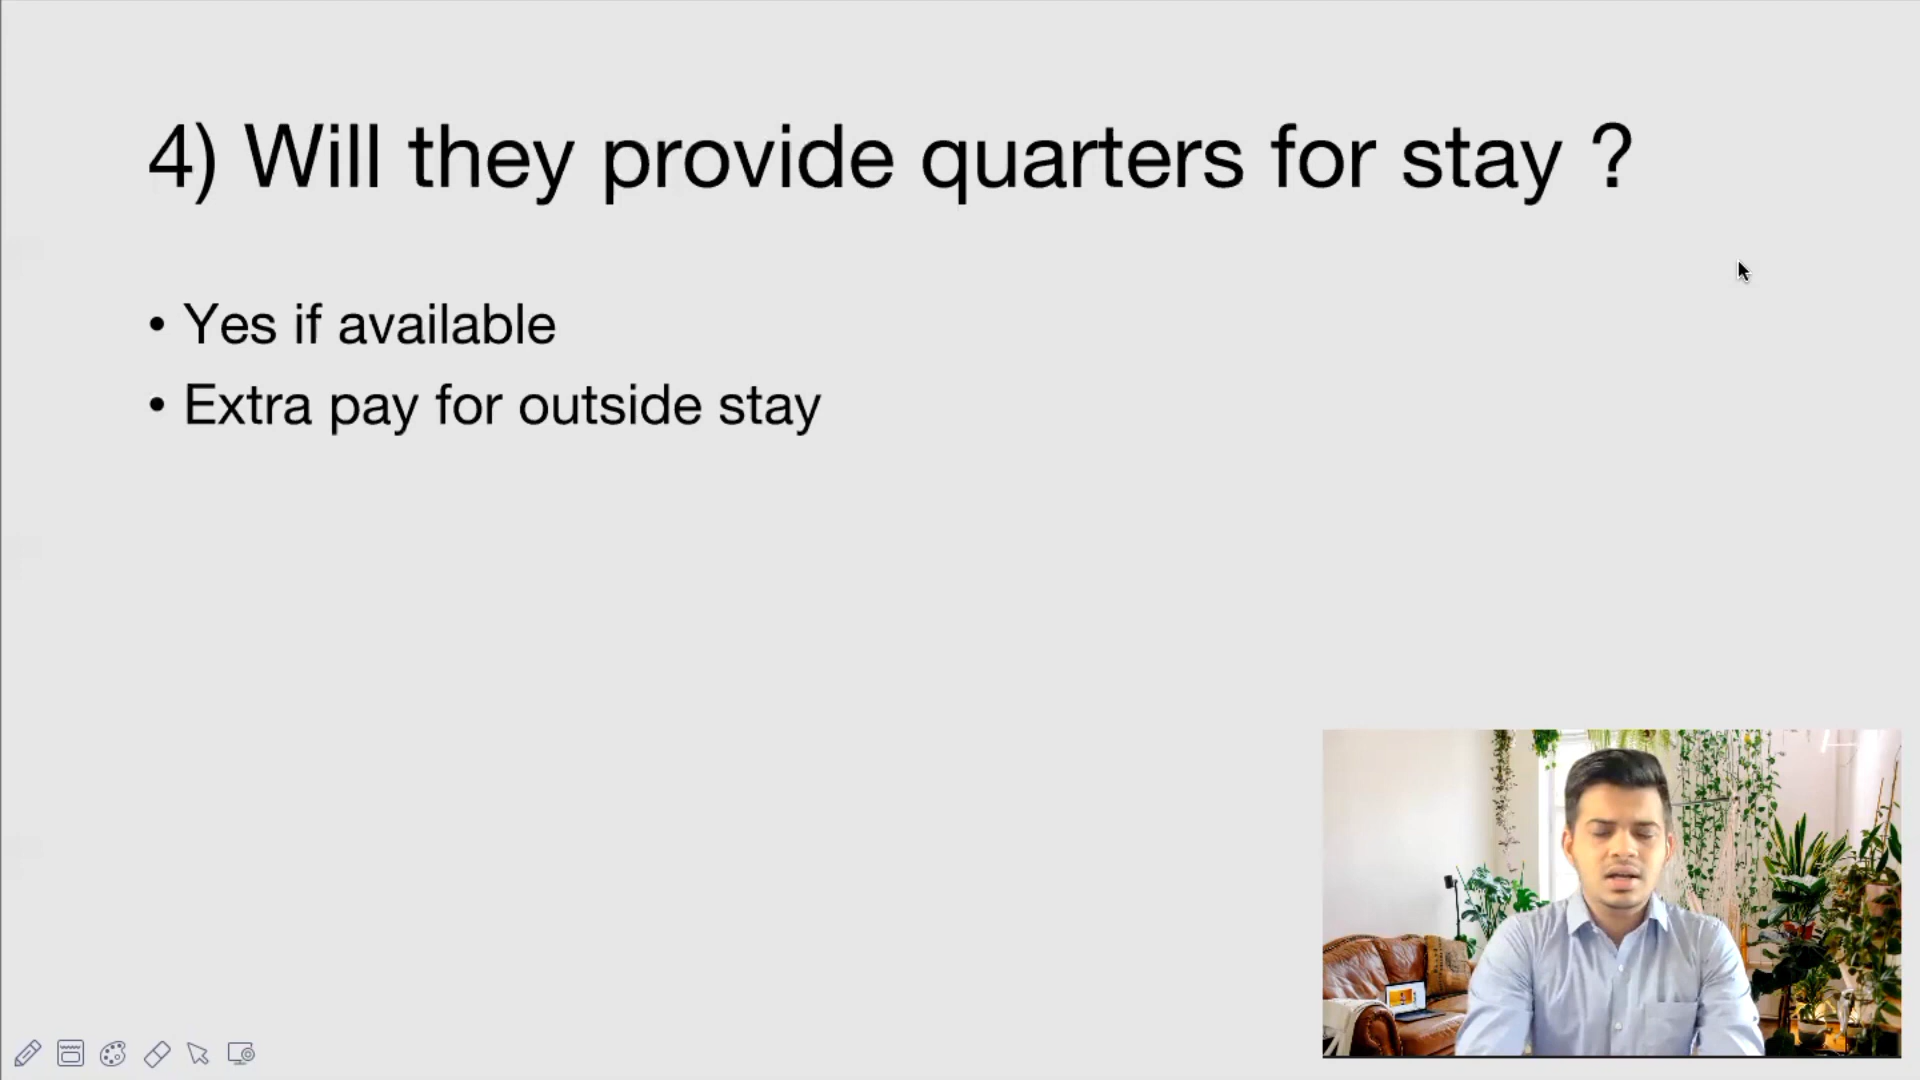 4) Will they provide quarters for stay ?
• Yes if available
• Extra pay for outside stay